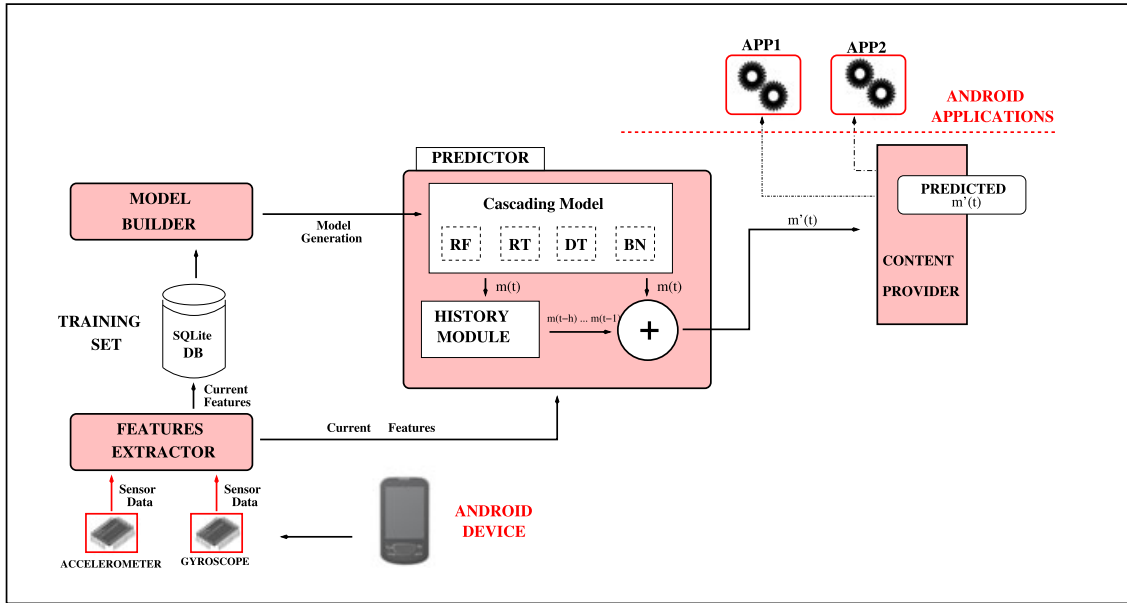 APP1
APP2
ANDROID
APPLICATIONS
PREDICTOR
MODEL
BUILDER
Model
Generation
Cascading Model
RF
RT
DT
BN
m(t)
m(t)
HISTORY
MODULE
m(t−h) ... m(t−1)
+
m'(t)
PREDICTED
m'(t)
CONTENT
PROVIDER
TRAINING
SET
SQLite
DB
Current
Features
FEATURES
EXTRACTOR
Current Features
Sensor
Data
Sensor
Data
ACCELEROMETER
GYROSCOPE
ANDROID
DEVICE